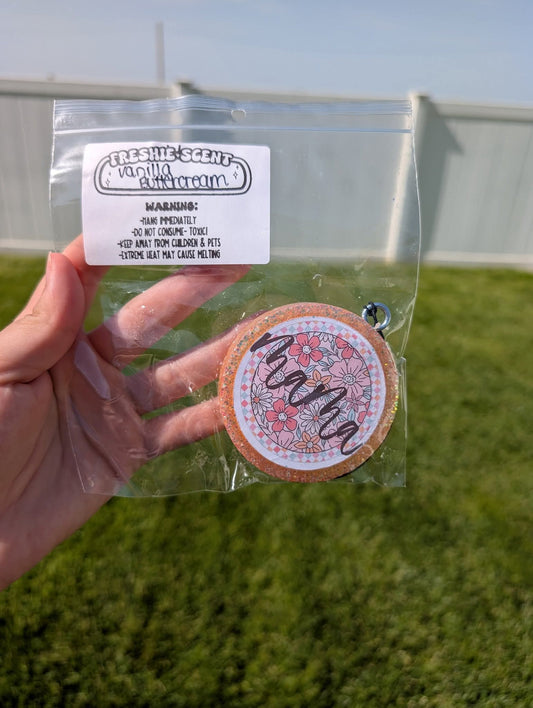 FRESHIE SCENT
vanilla
Buttercream
WARNING:
-HANG IMMEDIATELY
-DO NOT CONSUME- TOXIC!
-KEEP AWAY FROM CHILDREN & PETS
-EXTREME HEAT MAY CAUSE MELTING
mama